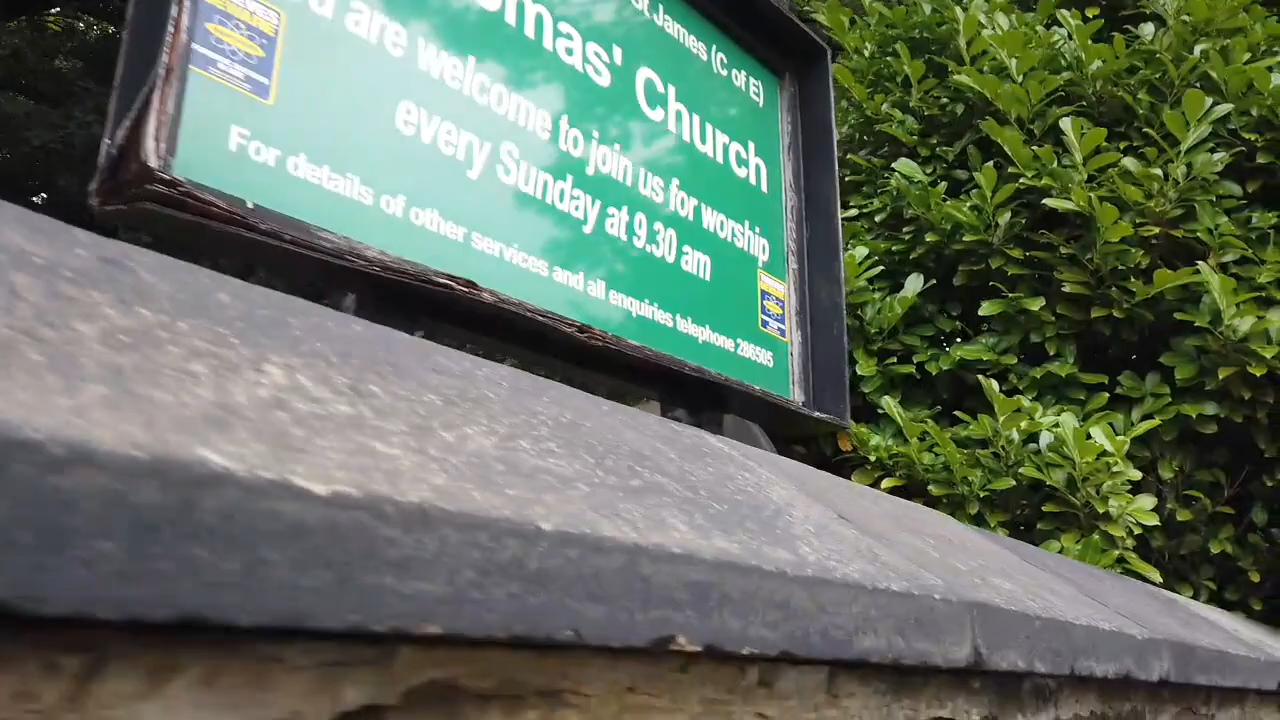 St James (C of E)
Church
are welcome to join us for worship
every Sunday at 9.30 am
For details of other services and all enquiries telephone 286505
BEWARE